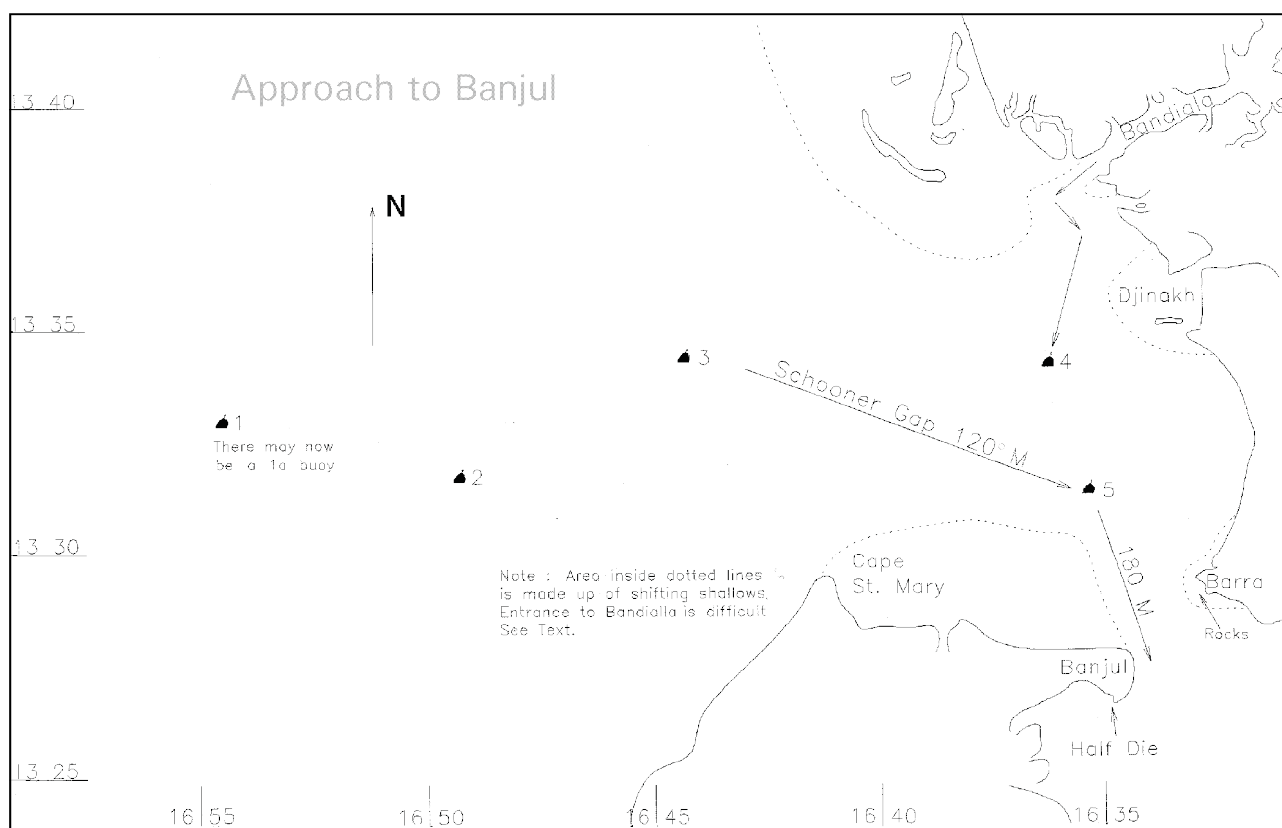 Approach to Banjul
13 40
Bandiala
N
Djinakh
13 35
3
4
Schooner Gap 120° M
1
There may now
be a 1a buoy
2
5
13 30
180 M
Cape
St. Mary
Note : Area inside dotted lines
is made up of shifting shallows.
Entrance to Bandialla is difficult
See Text.
Barra
Rocks
Banjul
Half Die
13 25
16 55
16 50
16 45
16 40
16 35